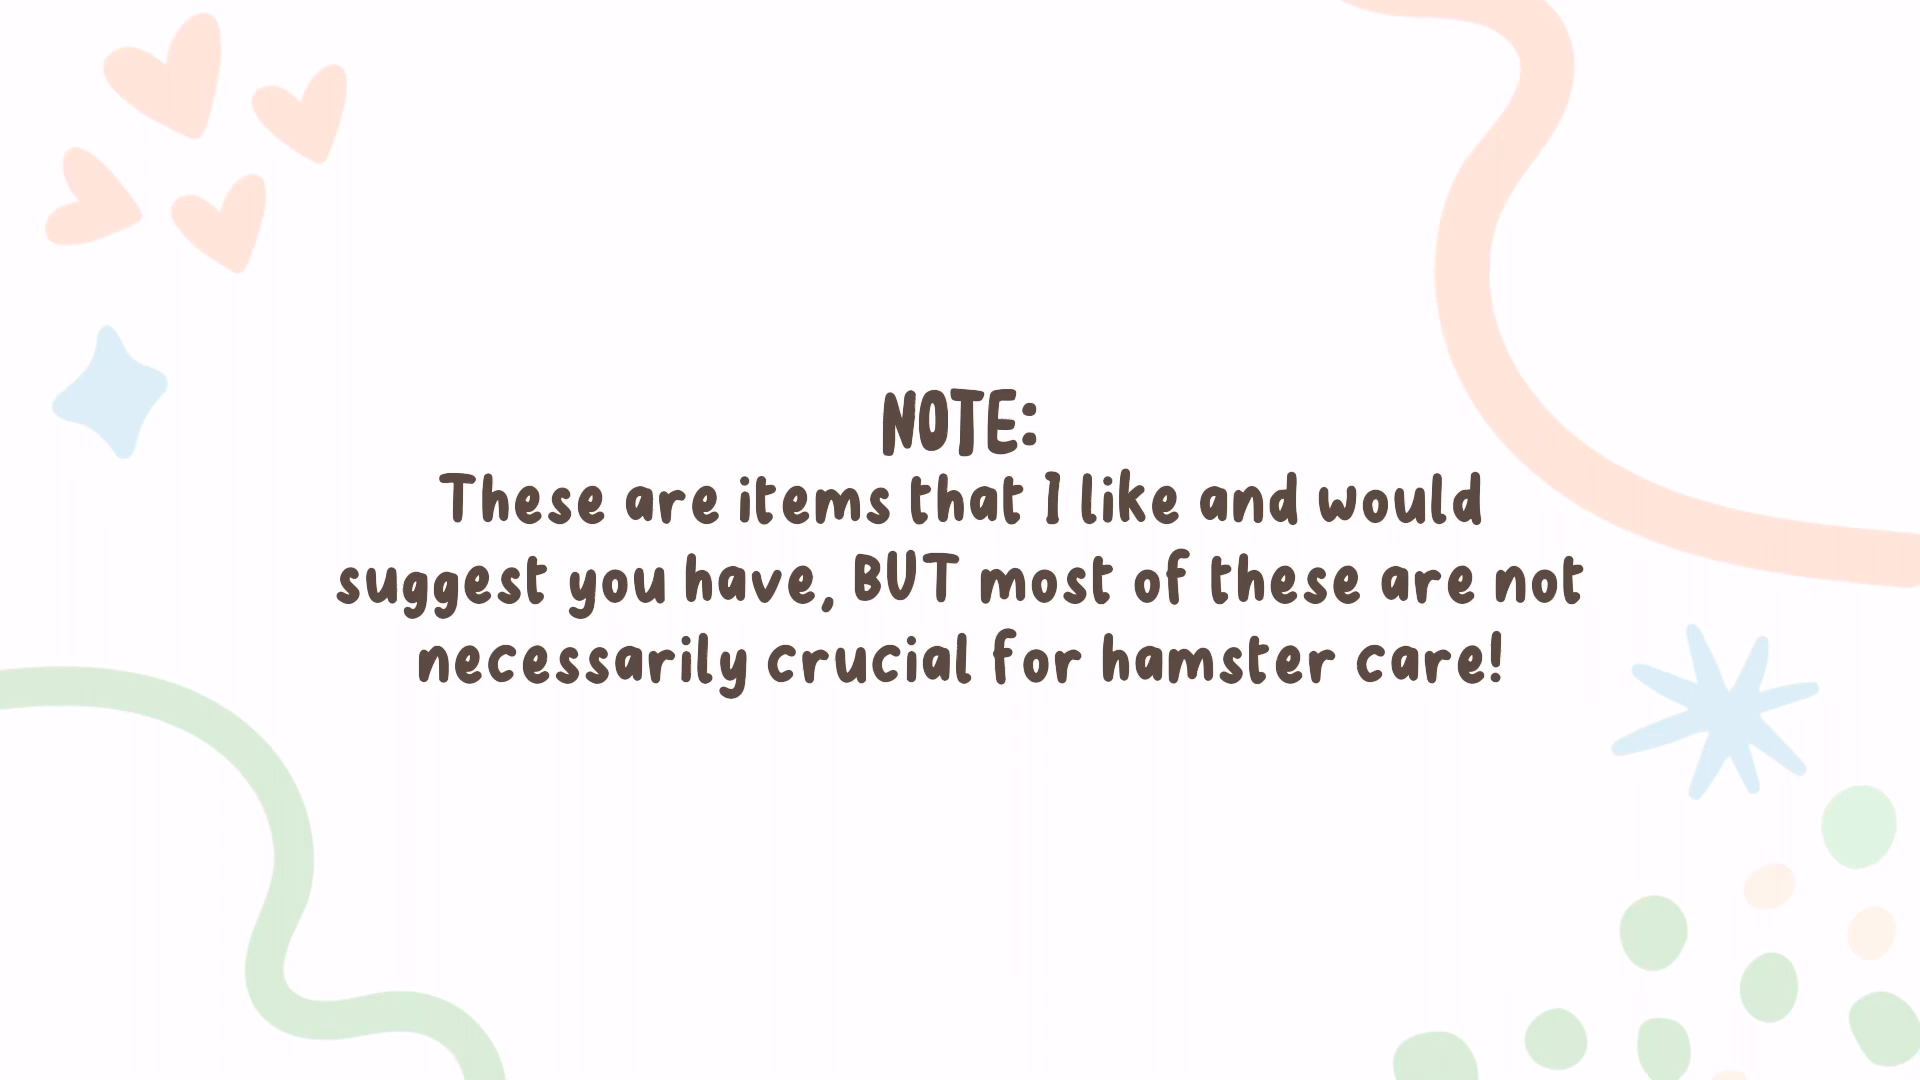 NOTE:
These are items that I like and would
suggest you have, BUT most of these are not
necessarily crucial for hamster care!